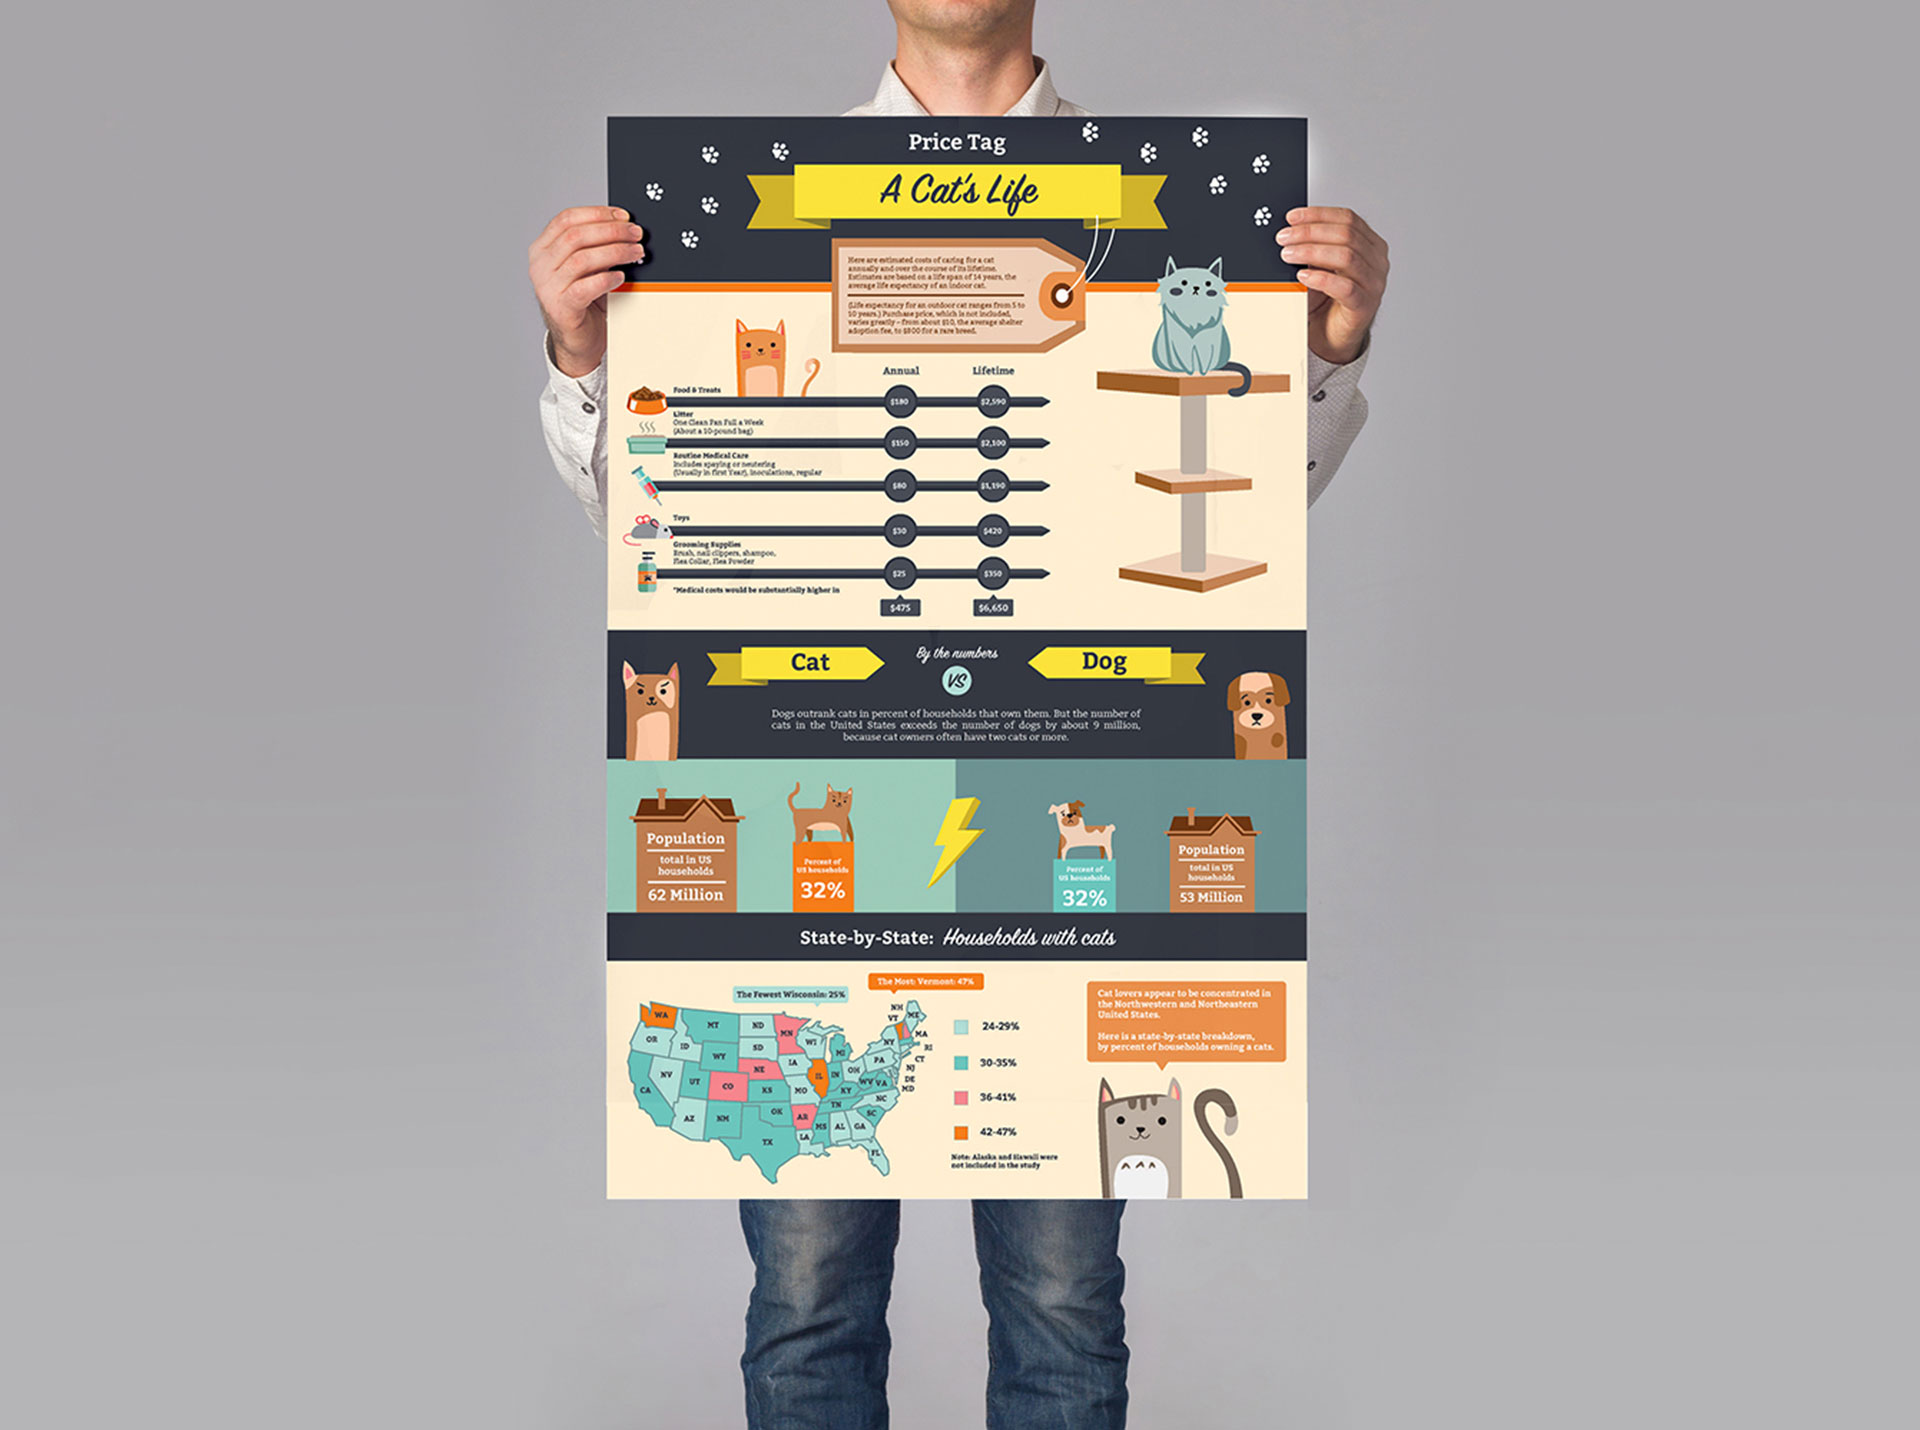 Price Tag
A Cat's Life
Here are estimated costs of caring for a cat
annually and over the course of its lifetime.
Estimates are based on a life span of 14 years, the
average life expectancy of an indoor cat.
(Life expectancy for an outdoor cat ranges from 5 to
10 years.) Purchase price, which is not included,
varies greatly – from about $10, the average shelter
adoption fee, to $800 for a rare breed.
Annual Lifetime
Food & Treats
$180 $2,590
Litter
One Clean Pan Full a Week
(About a 10-pound bag)
$150 $2,100
Routine Medical Care
Includes spaying or neutering
(Usually in first Year), inoculations, regular
$80 $1,190
Toys
$30 $420
Grooming Supplies
Brush, nail clippers, shampoo,
Flea Collar, Flea Powder
$25 $350
*Medical costs would be substantially higher in
$475 $6,650
Cat
By the numbers
VS
Dog
Dogs outrank cats in percent of households that own them. But the number of
cats in the United States exceeds the number of dogs by about 9 million,
because cat owners often have two cats or more.
Population
total in US
households
62 Million
Percent of
US households
32%
Percent of
US households
32%
Population
total in US
households
53 Million
State-by-State: Households with cats
The Fewest Wisconsin: 25%
The Most: Vermont: 47%
WA
MT
ND
MN
OR
ID
SD
WI
WY
MI
NY
NH
VT
ME
MA
RI
CT
NJ
DE
MD
NV
UT
CO
NE
IA
IL
IN
OH
PA
CA
KS
MO
KY
WV
VA
AZ
NM
OK
AR
TN
NC
SC
TX
LA
MS
AL
GA
FL
24-29%
30-35%
36-41%
42-47%
Note: Alaska and Hawaii were
not included in the study
Cat lovers appear to be concentrated in
the Northwestern and Northeastern
United States.
Here is a state-by-state breakdown,
by percent of households owning a cats.